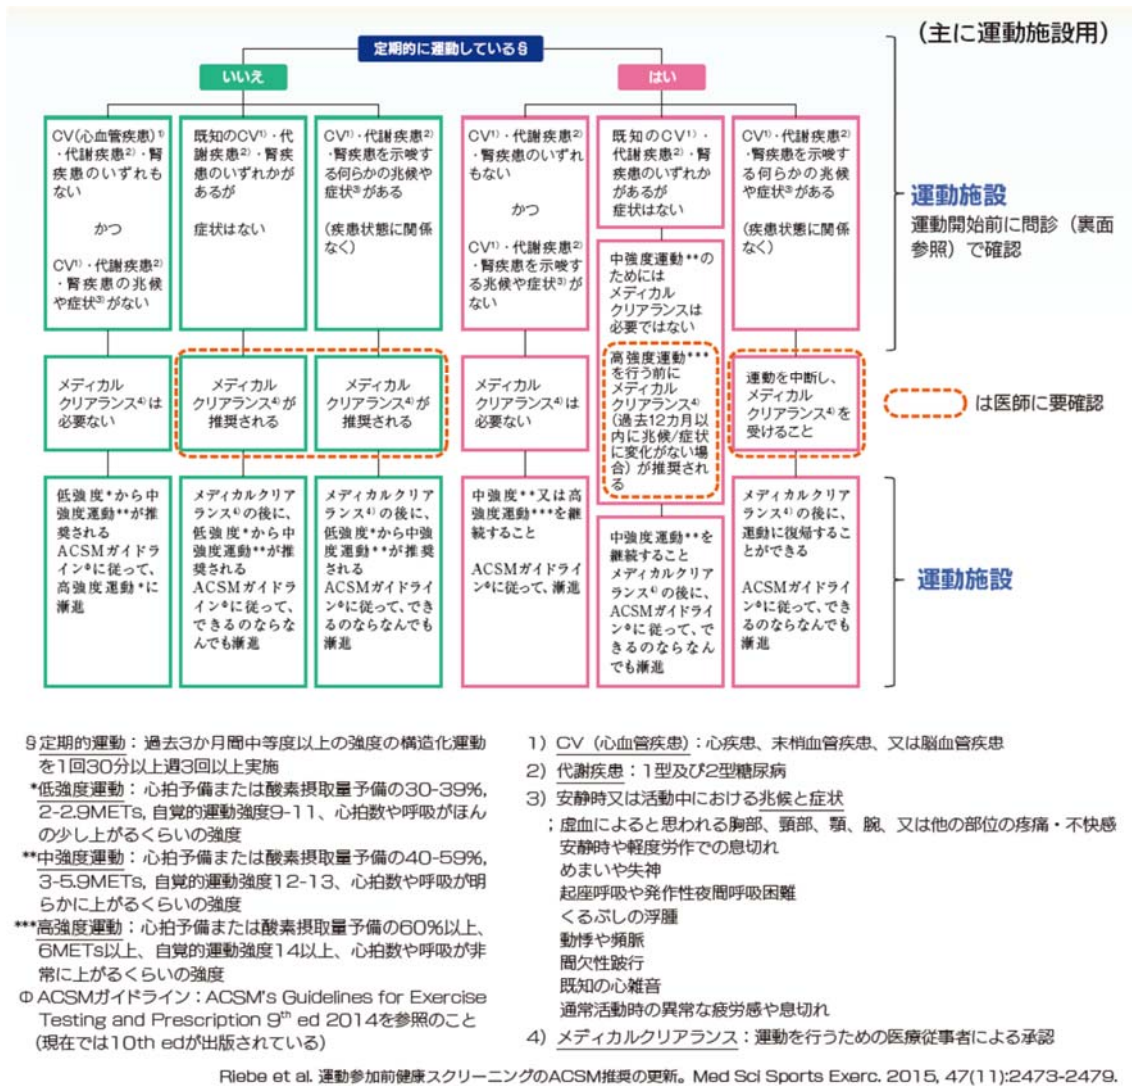 (主に運動施設用)
定期的に運動している§
いいえ
はい
CV(心血管疾患)1)
・代謝疾患2)・腎
疾患のいずれも
ない
かつ
CV1)・代謝疾患2)
・腎疾患の兆候
や症状3)がない
既知のCV1)・代
謝疾患2)・腎疾
患のいずれかが
あるが
症状はない
CV1)・代謝疾患2)
・腎疾患を示唆す
る何らかの兆候や
症状3)がある
(疾患状態に関係
なく)
CV1)・代謝疾患2)
・腎疾患のいずれ
もない
かつ
CV1)・代謝疾患2)
・腎疾患を示唆す
る兆候や症状3)が
ない
既知のCV1)・
代謝疾患2)・腎
疾患のいずれか
があるが
症状はない
中強度運動**の
ためには
メディカル
クリアランスは
必要ではない
高強度運動***
を行う前に
メディカル
クリアランス4)
(過去12カ月以
内に兆候/症状
に変化がない場
合)が推奨され
る
CV1)・代謝疾患2)
・腎疾患を示唆す
る何らかの兆候
や症状3)がある
(疾患状態に関係
なく)
運動施設
運動開始前に問診(裏面
参照)で確認
メディカル
クリアランス4)は
必要ない
メディカル
クリアランス4)が
推奨される
メディカル
クリアランス4)が
推奨される
メディカル
クリアランス4)は
必要ない
運動を中断し、
メディカル
クリアランス4)を
受けること
は医師に要確認
低強度*から中
強度運動**が推
奨される
ACSMガイドラ
インΦに従って、
高強度運動*に
漸進
メディカルクリア
ランス4)の後に、
低強度*から中
強度運動**が推
奨される
ACSMガイドライ
ンΦに従って、
できるのならな
んでも漸進
メディカルクリア
ランス4)の後に、
低強度*から中強
度運動**が推奨
される
ACSMガイドライ
ンΦに従って、でき
るのならなんでも
漸進
中強度**又は高
強度運動***を継
続すること
ACSMガイドライ
ンΦに従って、漸進
中強度運動**を
継続すること
メディカルクリア
ランス4)の後に、
ACSMガイドライ
ンΦに従って、で
きるのならなん
でも漸進
メディカルクリア
ランス4)の後に、
運動に復帰するこ
とができる
ACSMガイドライ
ンΦに従って、でき
るのならなんでも
漸進
運動施設
§定期的運動：過去3か月間中等度以上の強度の構造化運動
を1回30分以上週3回以上実施
*低強度運動：心拍予備または酸素摂取量予備の30-39%,
2-2.9METs, 自覚的運動強度9-11、心拍数や呼吸がほん
の少し上がるくらいの強度
**中強度運動：心拍予備または酸素摂取量予備の40-59%,
3-5.9METs, 自覚的運動強度12-13、心拍数や呼吸が明
らかに上がるくらいの強度
***高強度運動：心拍予備または酸素摂取量予備の60%以上、
6METs以上、自覚的運動強度14以上、心拍数や呼吸が非
常に上がるくらいの強度
Φ ACSMガイドライン：ACSM's Guidelines for Exercise
Testing and Prescription 9th ed 2014を参照のこと
(現在では10th edが出版されている)
1) CV (心血管疾患)：心疾患、末梢血管疾患、又は脳血管疾患
2) 代謝疾患：1型及び2型糖尿病
3) 安静時又は活動中における兆候と症状
；虚血によると思われる胸部、頸部、顎、腕、又は他の部位の疼痛・不快感
安静時や軽度労作での息切れ
めまいや失神
起座呼吸や発作性夜間呼吸困難
くるぶしの浮腫
動悸や頻脈
間欠性跛行
既知の心雑音
通常活動時の異常な疲労感や息切れ
4) メディカルクリアランス：運動を行うための医療従事者による承認
Riebe et al. 運動参加前健康スクリーニングのACSM推奨の更新。Med Sci Sports Exerc. 2015, 47(11):2473-2479.